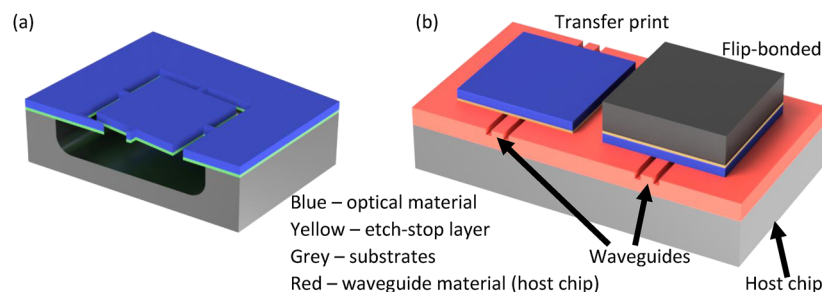 (a)
(b)
Transfer print
Flip-bonded
Blue – optical material
Yellow – etch-stop layer
Grey – substrates
Red – waveguide material (host chip)
Waveguides
Host chip